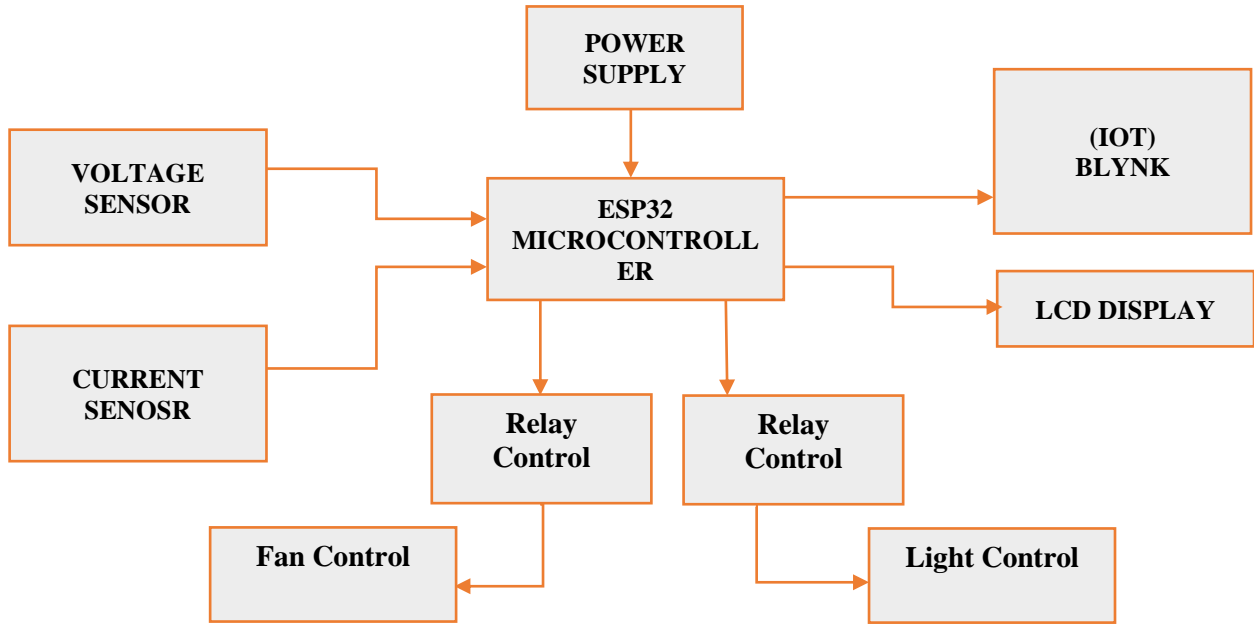 POWER
SUPPLY
(IOT)
BLYNK
VOLTAGE
SENSOR
ESP32
MICROCONTROLL
ER
LCD DISPLAY
CURRENT
SENOSR
Relay
Control
Relay
Control
Fan Control
Light Control